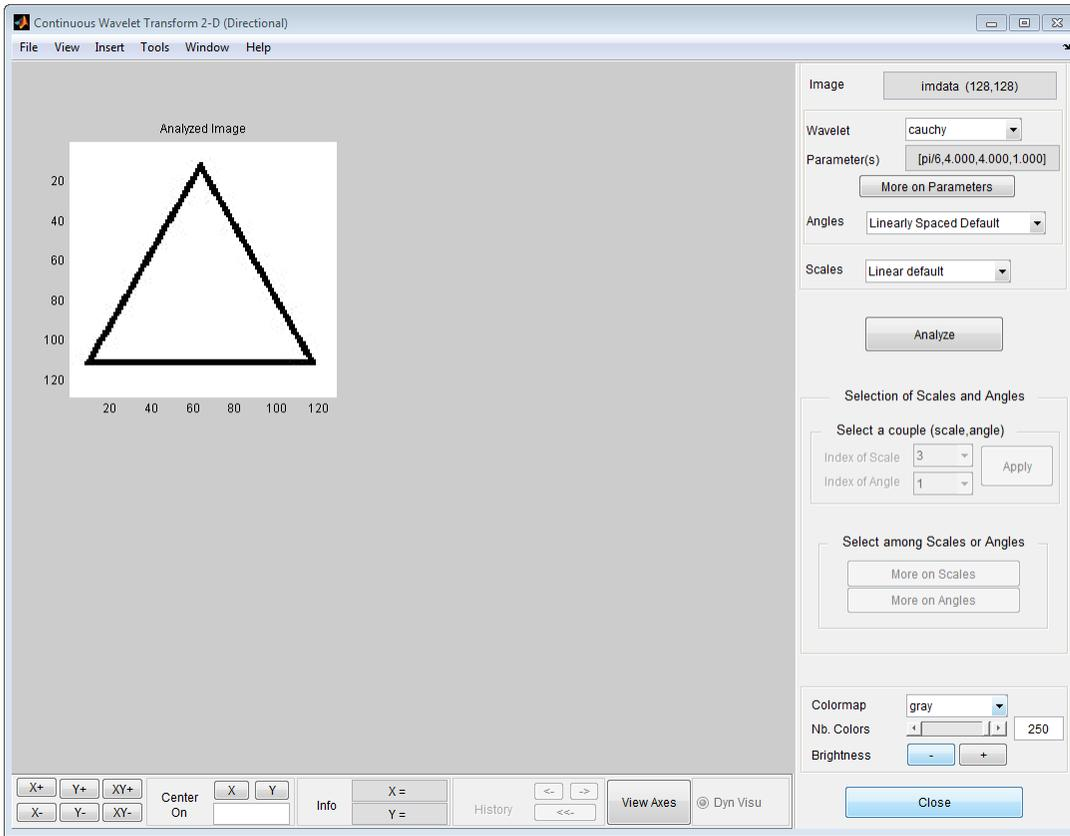 Continuous Wavelet Transform 2-D (Directional)
File View Insert Tools Window Help
Analyzed Image
20
40
60
80
100
120
20 40 60 80 100 120
Image imdata (128,128)
Wavelet cauchy
Parameter(s) [pi/6,4.000,4.000,1.000]
More on Parameters
Angles Linearly Spaced Default
Scales Linear default
Analyze
Selection of Scales and Angles
Select a couple (scale,angle)
Index of Scale 3
Index of Angle 1
Apply
Select among Scales or Angles
More on Scales
More on Angles
Colormap gray
Nb. Colors 250
Brightness - +
X+ Y+ XY+
X- Y- XY-
Center
On
X Y
Info
X =
Y =
History
<- ->
<<-
View Axes
Dyn Visu
Close